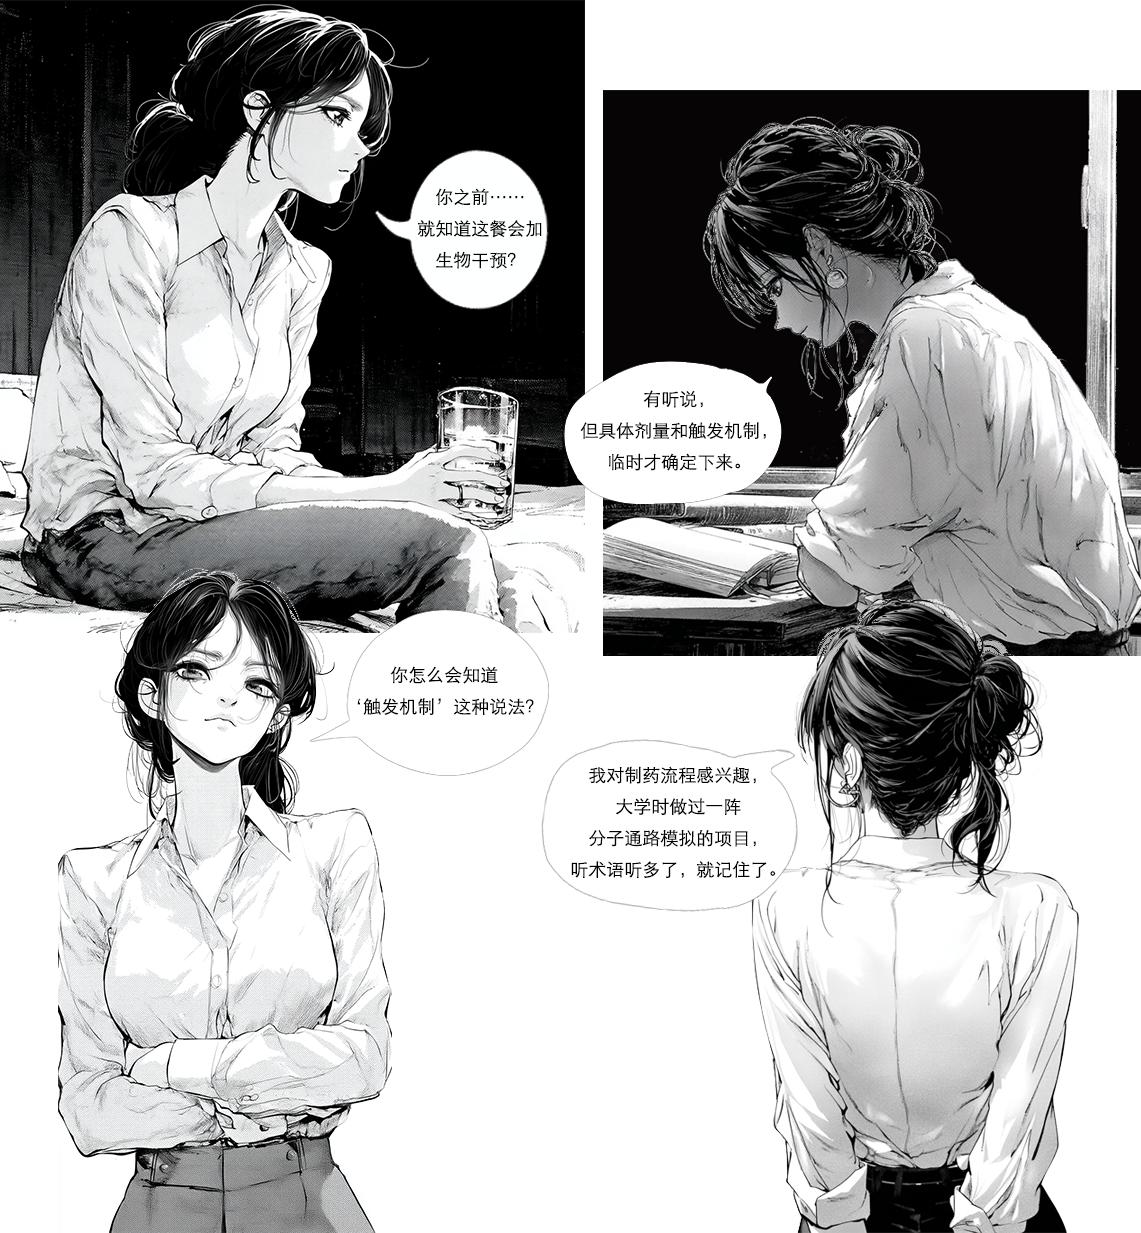 你之前……
就知道这餐会加
生物干预？
有听说，
但具体剂量和触发机制，
临时才确定下来。
你怎么会知道
‘触发机制’这种说法？
我对制药流程感兴趣，
大学时做过一阵
分子通路模拟的项目，
听术语听多了，就记住了。